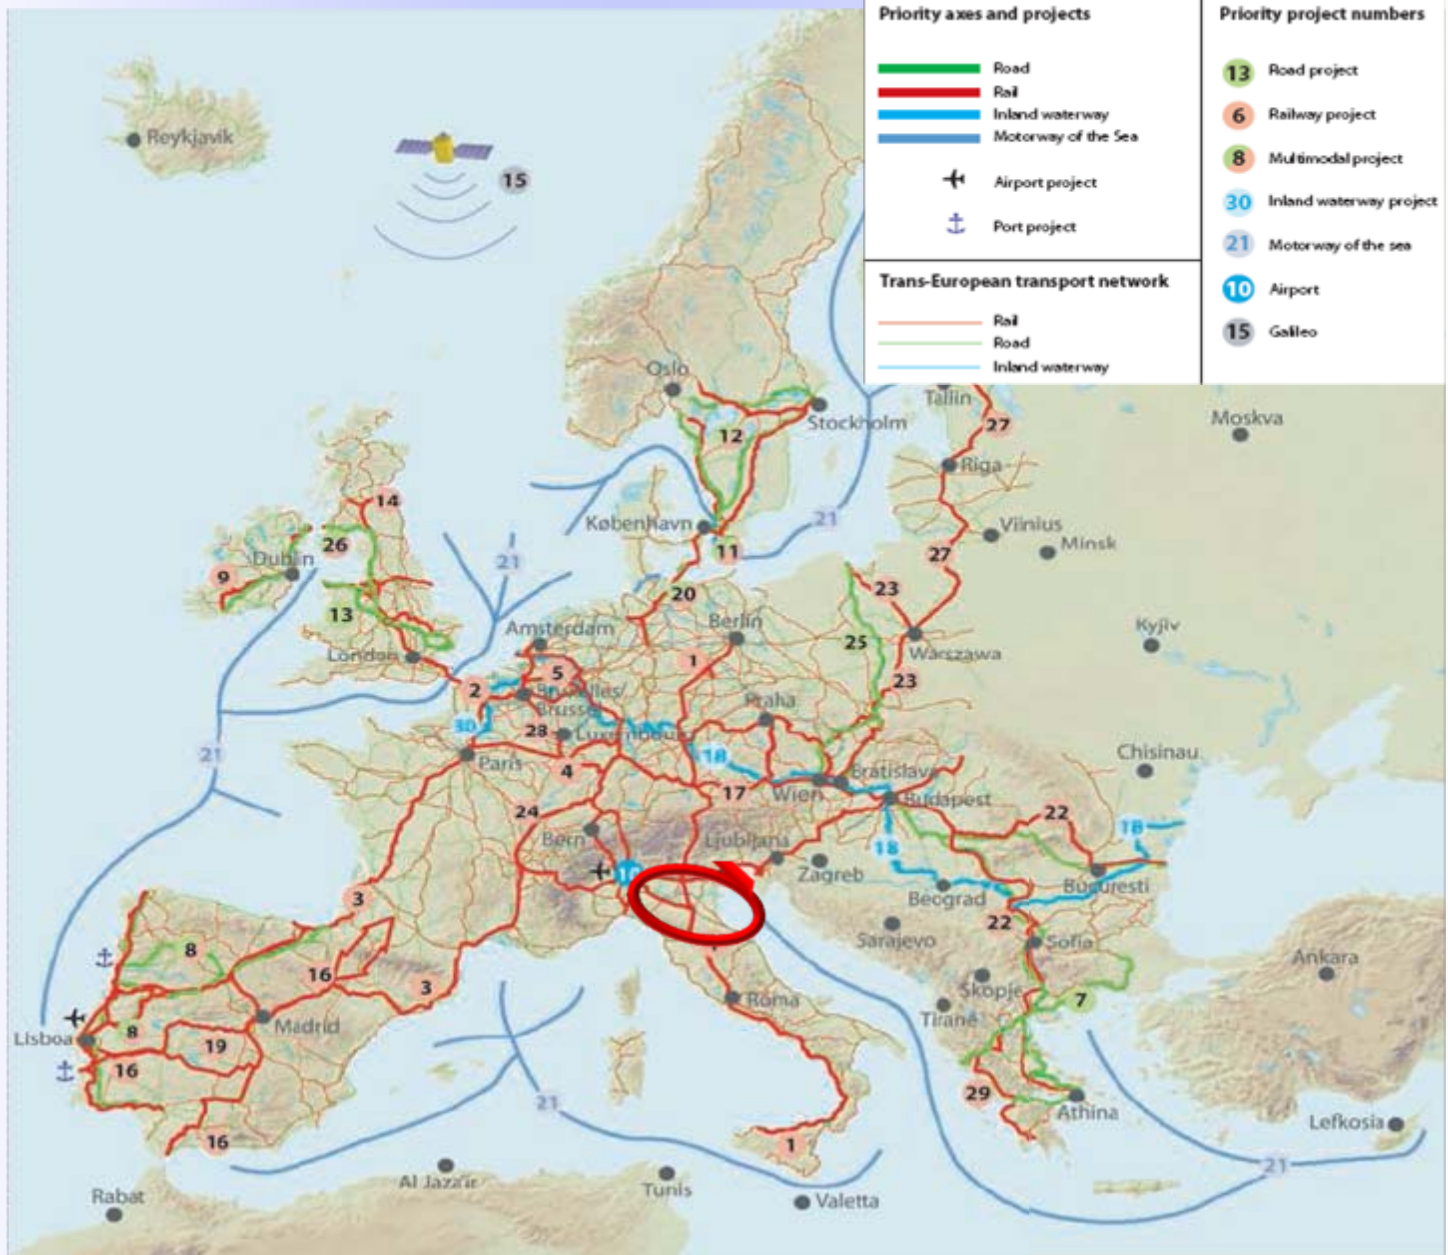 Priority axes and projects
Road
Rail
Inland waterway
Motorway of the Sea
Airport project
Port project
Trans-European transport network
Rail
Road
Inland waterway
Priority project numbers
13 Road project
6 Railway project
8 Multimodal project
30 Inland waterway project
21 Motorway of the sea
10 Airport
15 Galileo
Reykjavik
15
Oslo
Tallin
Stockholm
Moskva
27
12
Riga
14
21
København
Vilnius
26
11
27
Minsk
Dublin
21
9
23
20
13
Amsterdam
Berlin
25
Kyjiv
London
1
Warszawa
5
23
2
Bruxelles/
Brussel
Praha
30
28
Luxembourg
21
Paris
18
Chisinau
4
Bratislava
17
Wien
Budapest
24
22
Bern
Ljubljana
18
18
10
Zagreb
Bucuresti
3
Beograd
22
8
Sarajevo
Sofia
16
Ankara
3
Skopje
Roma
7
Tirane
Madrid
Lisboa
8
19
16
29
21
Athina
Lefkosia
16
1
21
Al Jaza'ir
Tunis
Rabat
Valetta